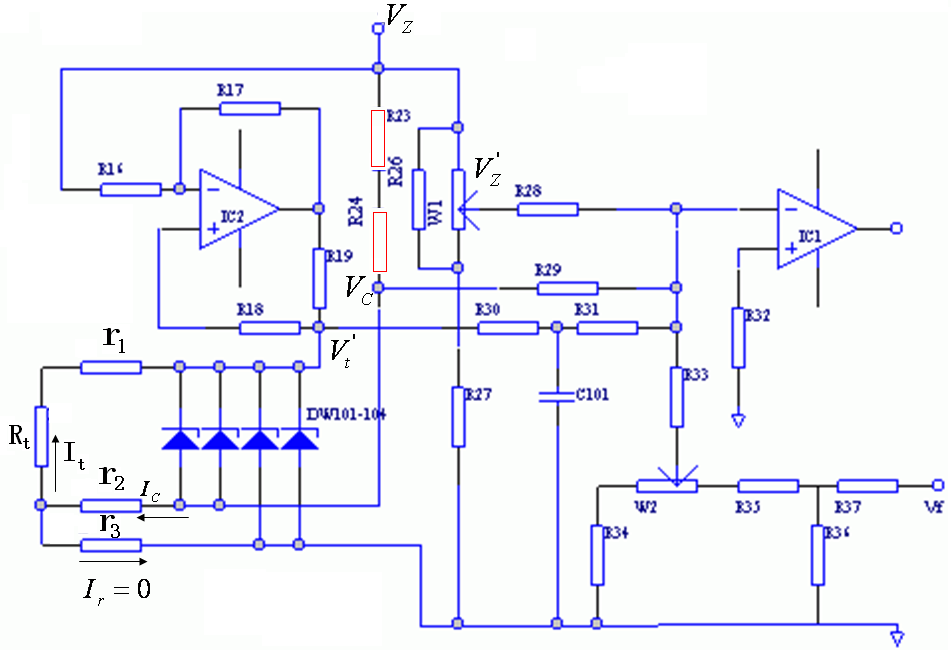 V_Z
R17
R23
R16
R26
V_Z'
R28
IC2
R24
W1
IC1
R19
V_C
R29
R18
R30
R31
R32
r_1
V_t'
R33
C101
R27
DW101-104
R_t
I_t
r_2
I_C
r_3
W2
R35
R37
Vf
R34
R36
I_r = 0